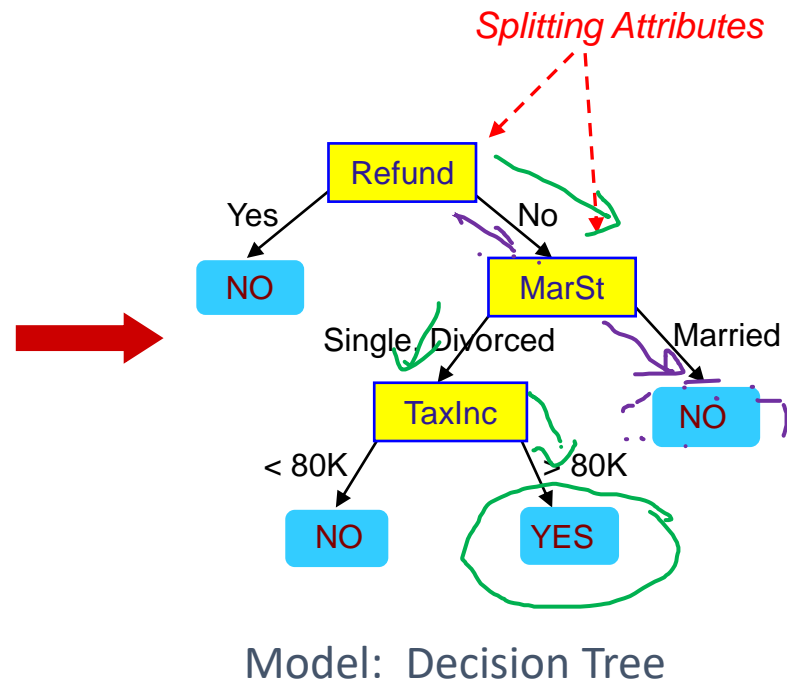 Splitting Attributes
Refund
Yes
No
NO
MarSt
Single, Divorced
Married
TaxInc
NO
< 80K
> 80K
NO
YES
Model: Decision Tree